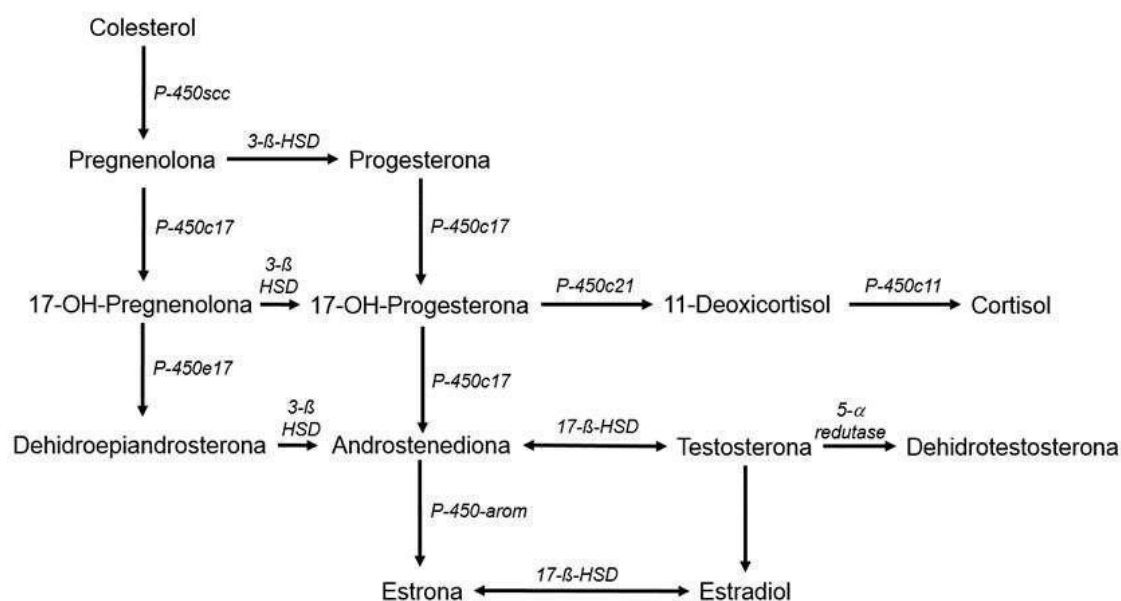 Colesterol
P-450scc
3-ß-HSD
Pregnenolona
Progesterona
P-450c17
P-450c17
3-ß
HSD
P-450c21
P-450c11
17-OH-Pregnenolona
17-OH-Progesterona
11-Deoxicortisol
Cortisol
P-450e17
P-450c17
3-ß
HSD
17-ß-HSD
5-α
redutase
Dehidroepiandrosterona
Androstenediona
Testosterona
Dehidrotestosterona
P-450-arom
17-ß-HSD
Estrona
Estradiol